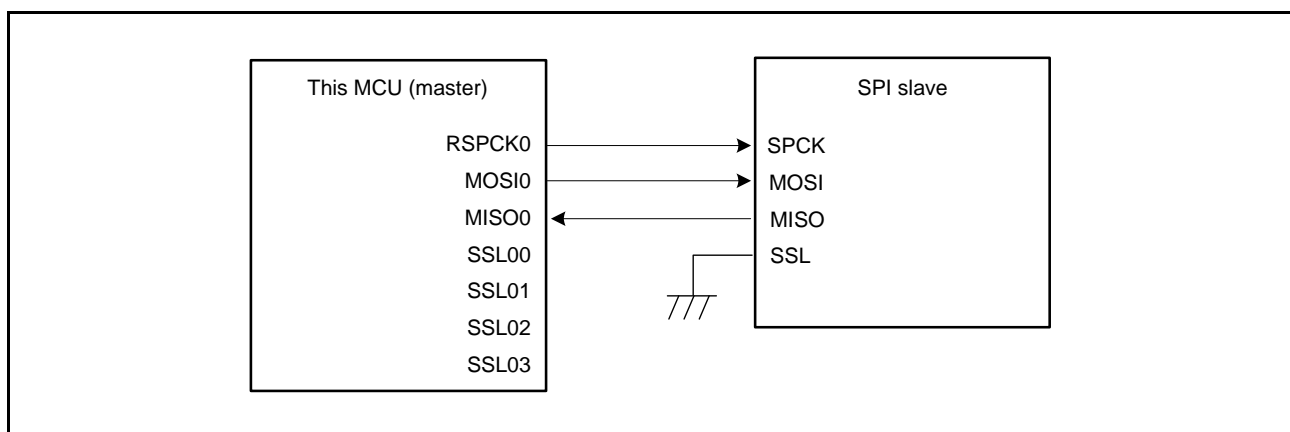 This MCU (master)
RSPCK0
MOSI0
MISO0
SSL00
SSL01
SSL02
SSL03
SPI slave
SPCK
MOSI
MISO
SSL